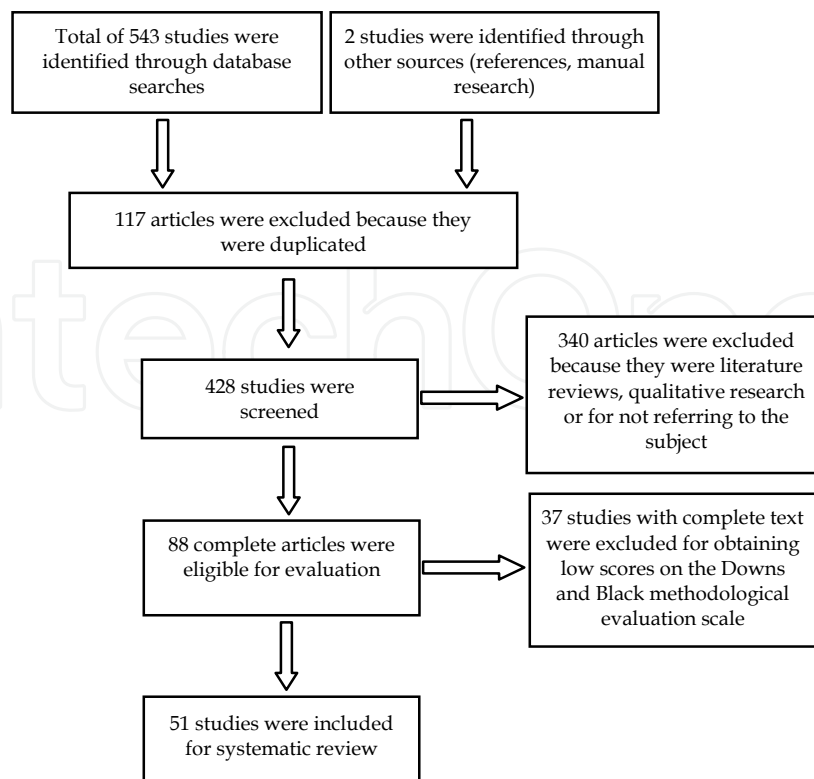 Total of 543 studies were
identified through database
searches
2 studies were identified through
other sources (references, manual
research)
117 articles were excluded because they
were duplicated
428 studies were
screened
340 articles were excluded
because they were literature
reviews, qualitative research
or for not referring to the
subject
88 complete articles were
eligible for evaluation
37 studies with complete text
were excluded for obtaining
low scores on the Downs
and Black methodological
evaluation scale
51 studies were included
for systematic review